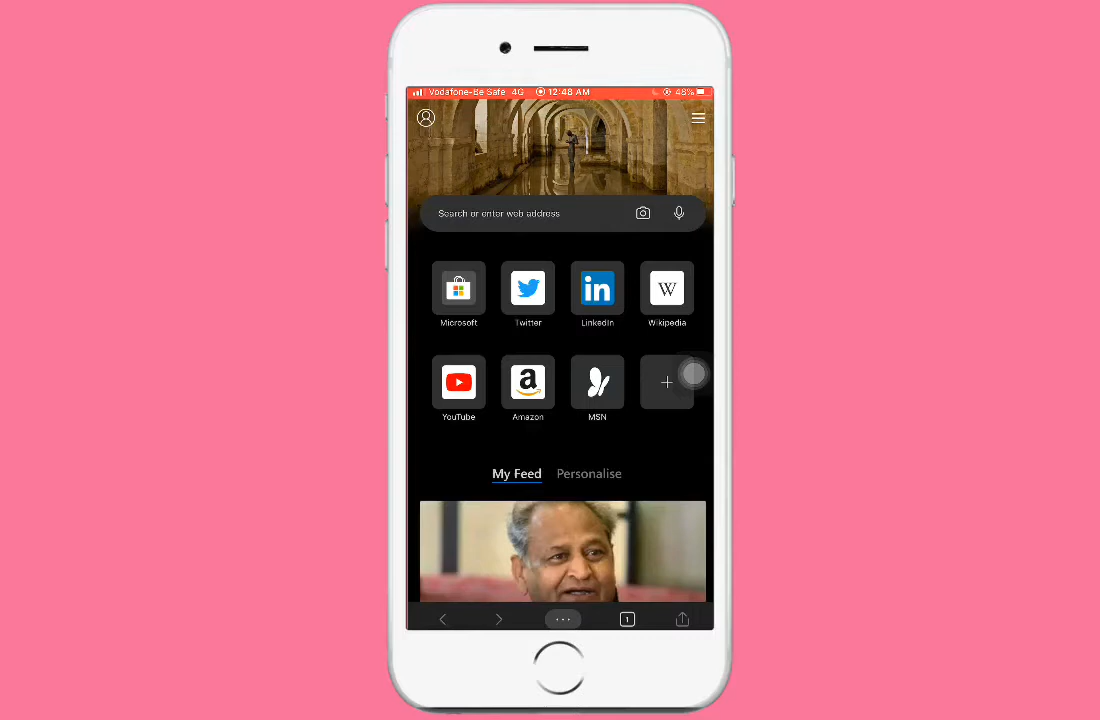 Vodafone-Be Safe 4G 12:48 AM 48%
Search or enter web address
Microsoft Twitter LinkedIn Wikipedia
YouTube Amazon MSN
My Feed Personalise
1